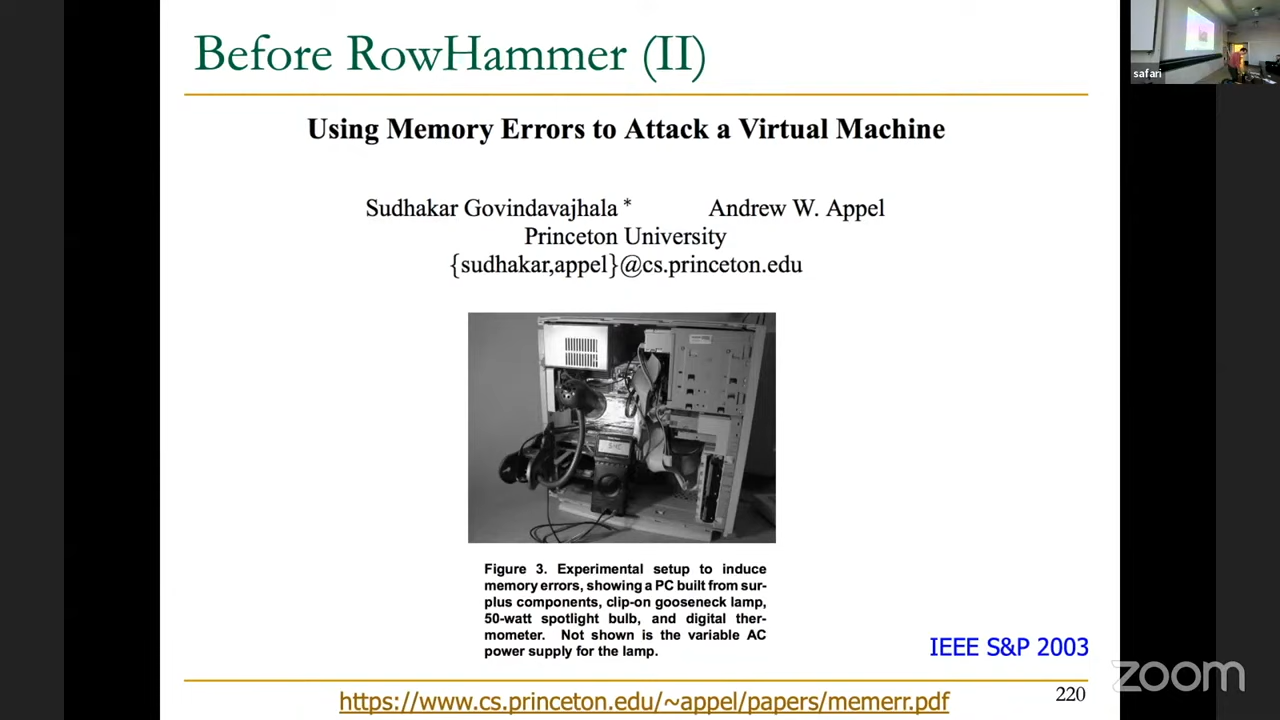 Before RowHammer (II)
safari
Using Memory Errors to Attack a Virtual Machine
Sudhakar Govindavajhala * Andrew W. Appel
Princeton University
{sudhakar,appel}@cs.princeton.edu
Figure 3. Experimental setup to induce
memory errors, showing a PC built from sur-
plus components, clip-on gooseneck lamp,
50-watt spotlight bulb, and digital ther-
mometer. Not shown is the variable AC
power supply for the lamp.
IEEE S&P 2003
zoom
https://www.cs.princeton.edu/~appel/papers/memerr.pdf
220